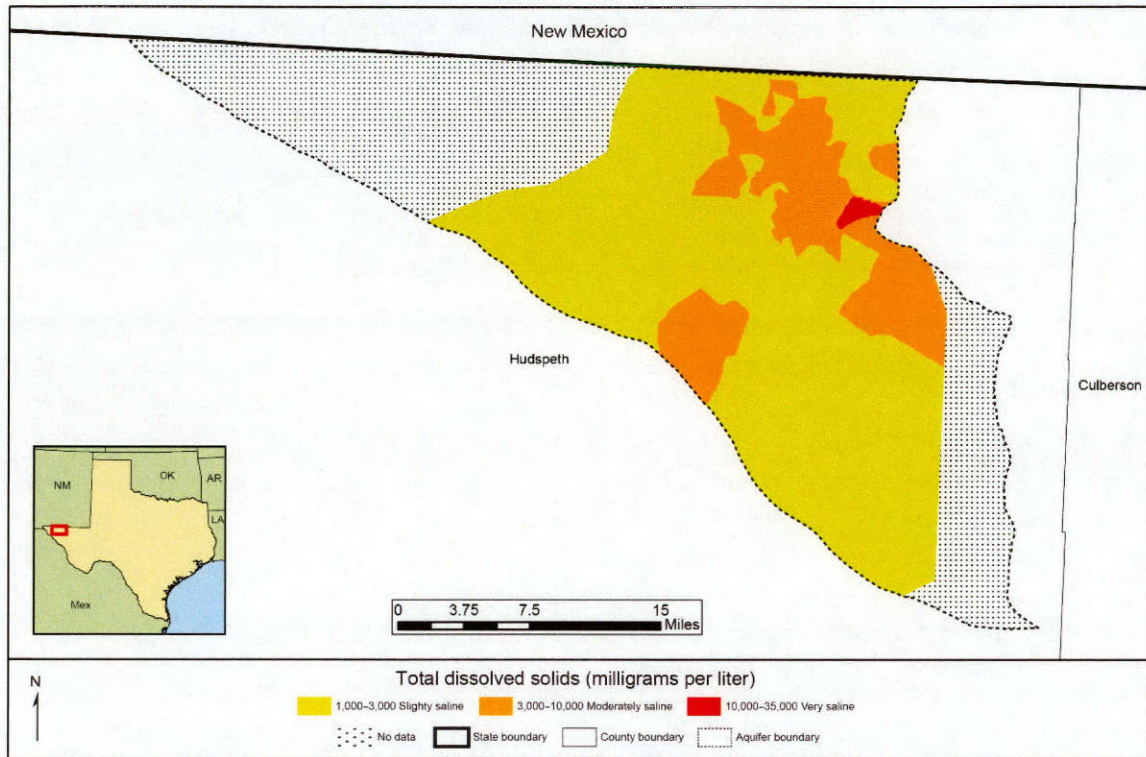 New Mexico
Hudspeth
Culberson
NM
OK
AR
LA
Mex
0 3.75 7.5 15
Miles
N
Total dissolved solids (milligrams per liter)
1,000–3,000 Slighty saline 3,000–10,000 Moderately saline 10,000–35,000 Very saline
No data State boundary County boundary Aquifer boundary